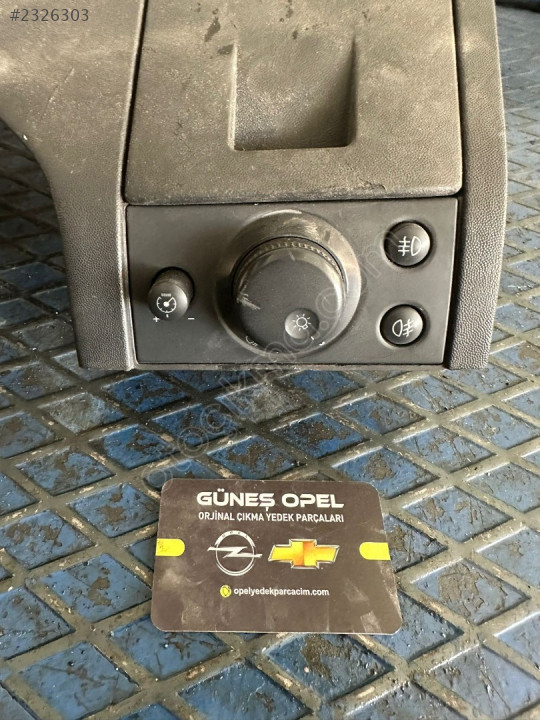 #2326303
+ -
GÜNEŞ OPEL
ORJİNAL ÇIKMA YEDEK PARÇALARI
opelyedekparcacim.com